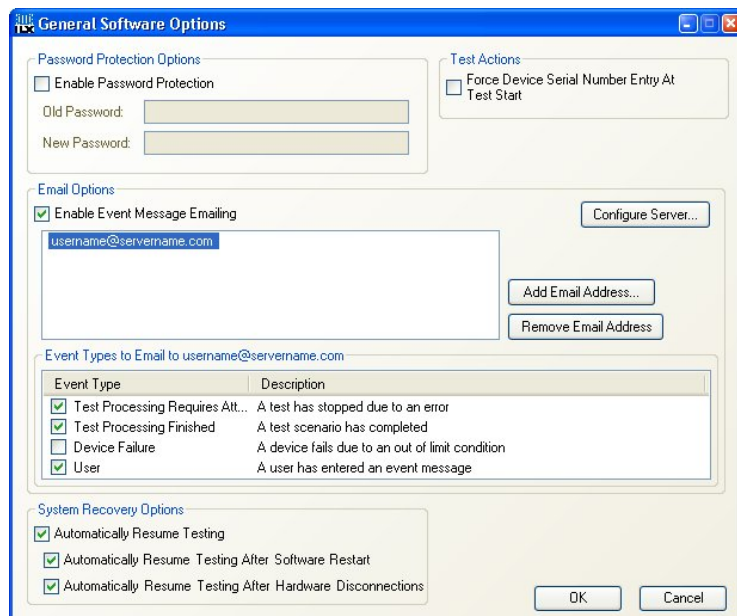 TLX General Software Options
Password Protection Options
Enable Password Protection
Old Password:
New Password:
Test Actions
Force Device Serial Number Entry At
Test Start
Email Options
Enable Event Message Emailing
Configure Server...
username@servername.com
Add Email Address...
Remove Email Address
Event Types to Email to username@servername.com
Event Type Description
Test Processing Requires Att... A test has stopped due to an error
Test Processing Finished A test scenario has completed
Device Failure A device fails due to an out of limit condition
User A user has entered an event message
System Recovery Options
Automatically Resume Testing
Automatically Resume Testing After Software Restart
Automatically Resume Testing After Hardware Disconnections
OK Cancel